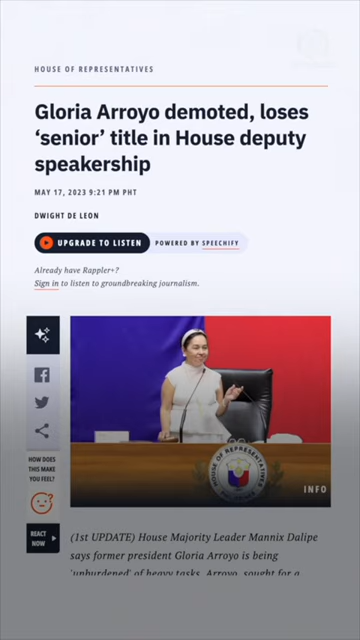 HOUSE OF REPRESENTATIVES
Gloria Arroyo demoted, loses
‘senior’ title in House deputy
speakership
MAY 17, 2023 9:21 PM PHT
DWIGHT DE LEON
UPGRADE TO LISTEN POWERED BY SPEECHIFY
Already have Rappler+?
Sign in to listen to groundbreaking journalism.
HOW DOES
THIS MAKE
YOU FEEL?
REACT
NOW
HOUSE OF REPRESENTATIVES
INFO
(1st UPDATE) House Majority Leader Mannix Dalipe
says former president Gloria Arroyo is being
'unburdened' of heavy tasks. Arroyo, sought for a